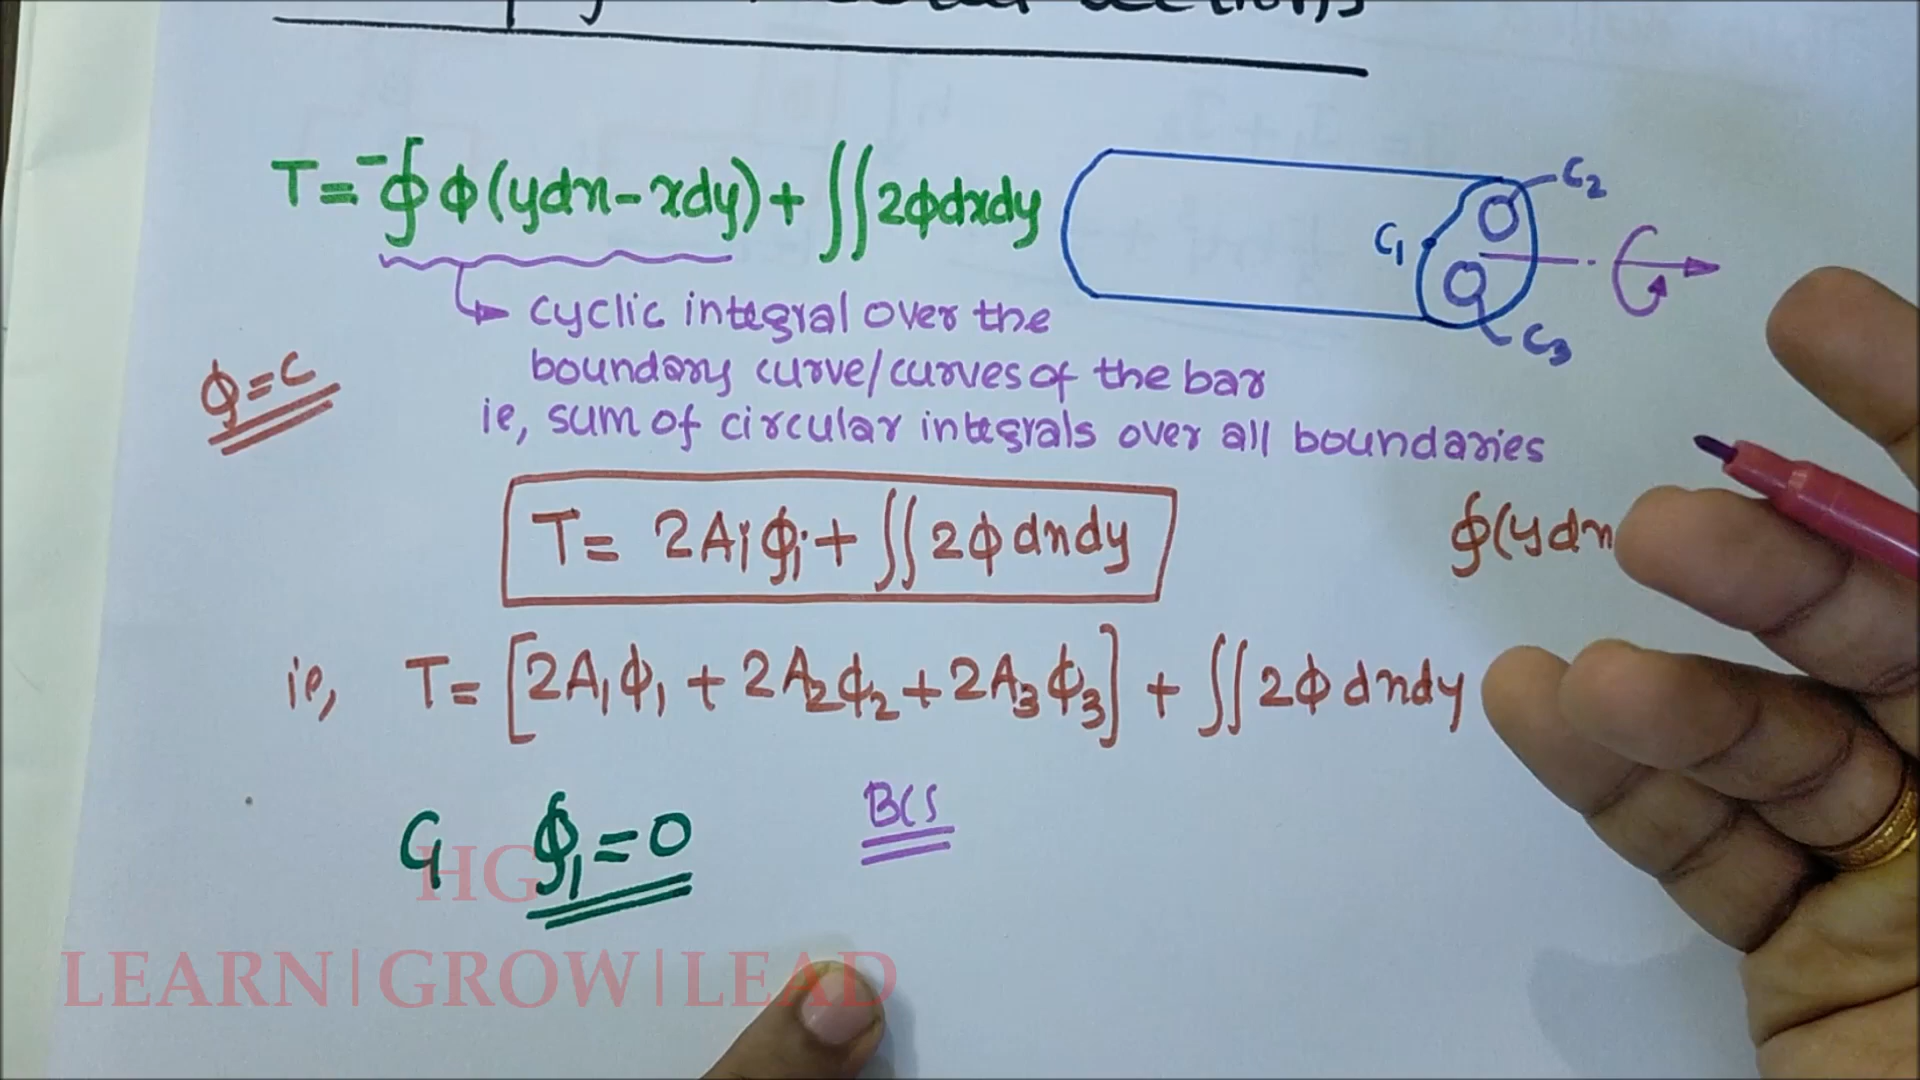 T = -∮ϕ(ydx-xdy) + ∬2ϕdxdy
C1
C2
C3
cyclic integral over the
boundary curve/curves of the bar
ie, sum of circular integrals over all boundaries
ϕ=c
T = 2Aiϕi + ∬2ϕdxdy
∮(ydx
ie, T = [2A1ϕ1 + 2A2ϕ2 + 2A3ϕ3] + ∬2ϕdxdy
C1 ϕ1=0
BCS
HG
LEARN|GROW|LEAD